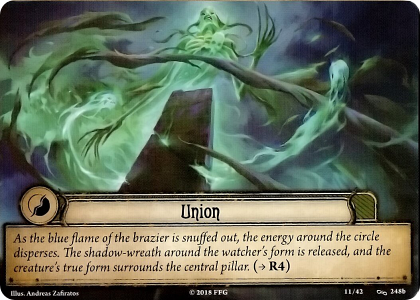 Union
As the blue flame of the brazier is snuffed out, the energy around the circle
disperses. The shadow-wreath around the watcher's form is released, and the
creature's true form surrounds the central pillar. (→ R4)
Illus. Andreas Zafiratos © 2018 FFG 11/42 248b